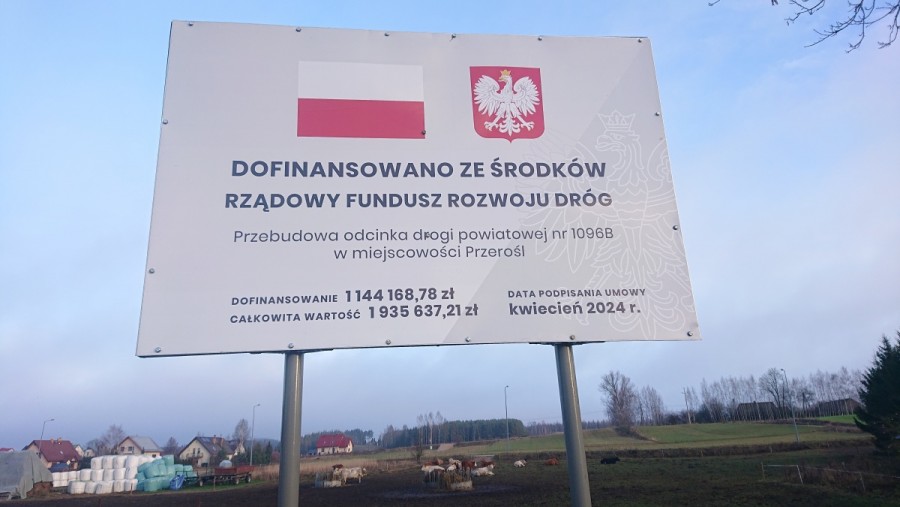 DOFINANSOWANO ZE ŚRODKÓW
RZĄDOWY FUNDUSZ ROZWOJU DRÓG
Przebudowa odcinka drogi powiatowej nr 1096B
w miejscowości Przerośl
DOFINANSOWANIE 1 144 168,78 zł
CAŁKOWITA WARTOŚĆ 1 935 637,21 zł
DATA PODPISANIA UMOWY
kwiecień 2024 r.